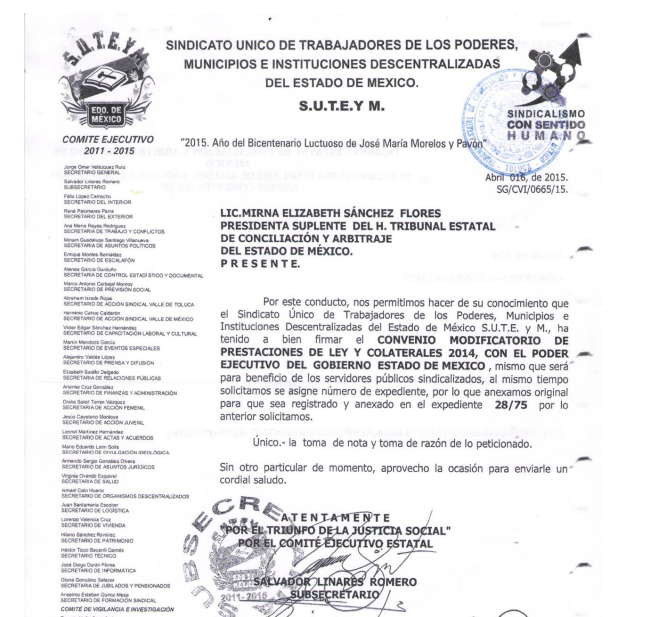 S.U.T.E.Y M.
EDO. DE
MÉXICO
SINDICATO UNICO DE TRABAJADORES DE LOS PODERES,
MUNICIPIOS E INSTITUCIONES DESCENTRALIZADAS
DEL ESTADO DE MEXICO.
S.U.T.E.Y M.
SINDICALISMO
CON SENTIDO
HUMANO
TOLUCA
COMITE EJECUTIVO
2011 - 2015
"2015. Año del Bicentenario Luctuoso de José María Morelos y Pavón"
Abril 016, de 2015.
SG/CVI/0665/15.
Jorge Omar Velázquez Ruiz
SECRETARIO GENERAL
Salvador Linares Romero
SUBSECRETARIO
Félix López Camacho
SECRETARIO DEL INTERIOR
René Palomares Parra
SECRETARIO DEL EXTERIOR
Ana María Reyes Rodríguez
SECRETARIA DE TRABAJO Y CONFLICTOS
Miriam Guadalupe Santiago Villanueva
SECRETARIA DE ASUNTOS POLÍTICOS
Enrique Montes Bernáldez
SECRETARIO DE ESCALAFÓN
Atenea García Garduño
SECRETARIA DE CONTROL ESTADÍSTICO Y DOCUMENTAL
Marco Antonio Carbajal Monroy
SECRETARIO DE PREVISIÓN SOCIAL
Abraham Israde Rojas
SECRETARIO DE ACCIÓN SINDICAL VALLE DE TOLUCA
Herminio Cahue Calderón
SECRETARIO DE ACCIÓN SINDICAL VALLE DE MÉXICO
Victor Edgar Sánchez Hernández
SECRETARIO DE CAPACITACIÓN LABORAL Y CULTURAL
Martín Mendoza García
SECRETARIO DE EVENTOS ESPECIALES
Alejandro Valdés López
SECRETARIO DE PRENSA Y DIFUSIÓN
Elizabeth Bedillo Delgado
SECRETARIA DE RELACIONES PÚBLICAS
Artemio Cruz González
SECRETARIO DE FINANZAS Y ADMINISTRACIÓN
SECRETARIA DE ACCIÓN FEMENIL
Jesús Cayetano Montoya
SECRETARIO DE ACCIÓN JUVENIL
Leonel Martínez Hernández
SECRETARIO DE ACTAS Y ACUERDOS
Mario Eduardo León Solís
SECRETARIO DE DIVULGACIÓN IDEOLÓGICA
Armando Sergio González Olvera
SECRETARIO DE ASUNTOS JURÍDICOS
Virginia Ovando Esquivel
SECRETARIA DE SALUD
Ismael Calo Huerta
SECRETARIO DE ORGANISMOS DESCENTRALIZADOS
Juan Santamaría Escobar
SECRETARIO DE LOGÍSTICA
Lorenzo Valencia Cruz
SECRETARIO DE VIVIENDA
Hilario Sánchez Ramírez
SECRETARIO DE PATRIMONIO
Héctor Tizoc Becerril Garcés
SECRETARIO TÉCNICO
José Diego Durán Flores
SECRETARIO DE INFORMÁTICA
Gloria González Salazar
SECRETARIA DE JUBILADOS Y PENSIONADOS
Anselmo Esteban Quiroz Meza
SECRETARIO DE FORMACIÓN SINDICAL
COMITÉ DE VIGILANCIA E INVESTIGACIÓN
LIC.MIRNA ELIZABETH SÁNCHEZ FLORES
PRESIDENTA SUPLENTE DEL H. TRIBUNAL ESTATAL
DE CONCILIACIÓN Y ARBITRAJE
DEL ESTADO DE MÉXICO.
P R E S E N T E.
Por este conducto, nos permitimos hacer de su conocimiento que
el Sindicato Único de Trabajadores de los Poderes, Municipios e
Instituciones Descentralizadas del Estado de México S.U.T.E. y M., ha
tenido a bien firmar el CONVENIO MODIFICATORIO DE
PRESTACIONES DE LEY Y COLATERALES 2014, CON EL PODER
EJECUTIVO DEL GOBIERNO ESTADO DE MEXICO , mismo que será
para beneficio de los servidores públicos sindicalizados, al mismo tiempo
solicitamos se asigne número de expediente, por lo que anexamos original
para que sea registrado y anexado en el expediente 28/75 por lo
anterior solicitamos.
Único.- la toma de nota y toma de razón de lo peticionado.
Sin otro particular de momento, aprovecho la ocasión para enviarle un
cordial saludo.
A T E N T A M E N T E
"POR EL TRIUNFO DE LA JUSTICIA SOCIAL"
POR EL COMITÉ EJECUTIVO ESTATAL
SALVADOR LINARES ROMERO
SUBSECRETARIO
2011-2015